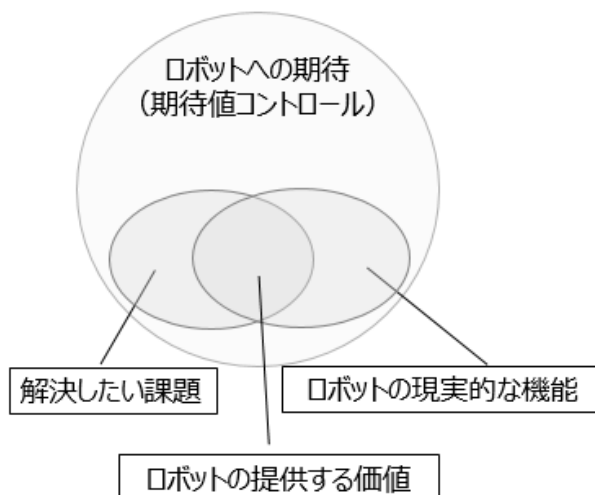 ロボットへの期待
（期待値コントロール）
解決したい課題
ロボットの現実的な機能
ロボットの提供する価値